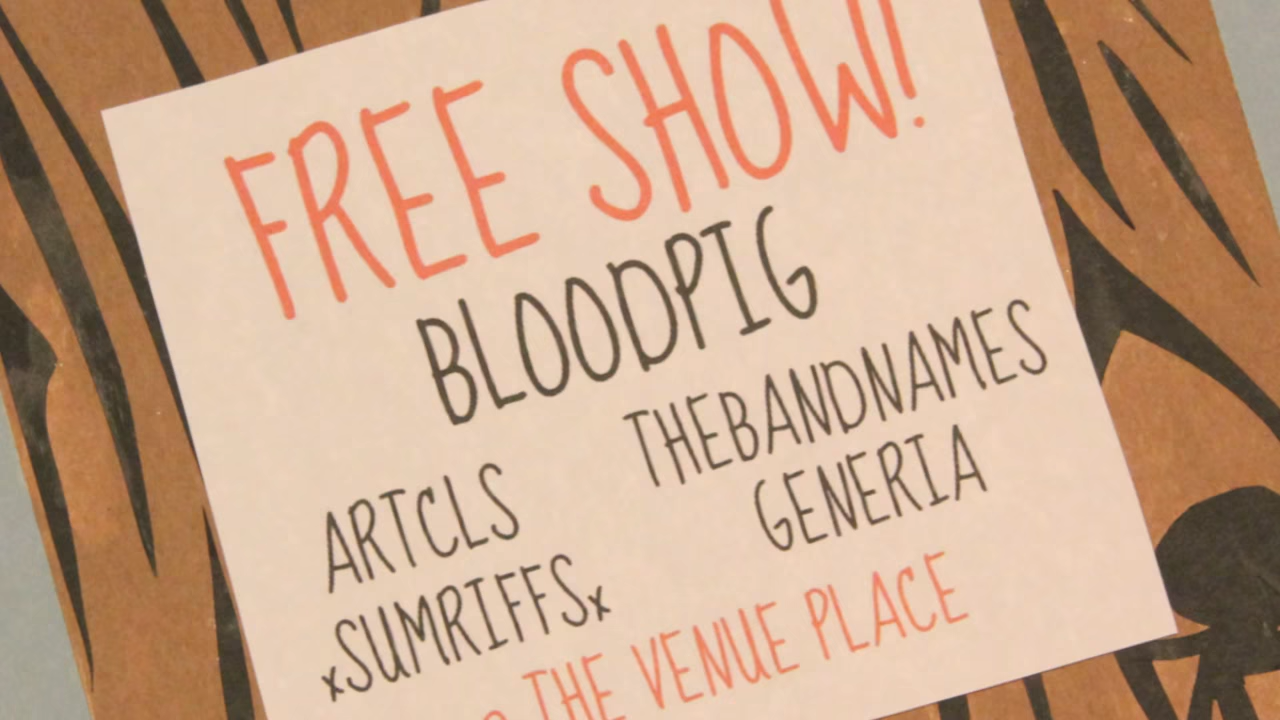 FREE SHOW!
BLOODPIG
THEBANDNAMES
ARTCLS
GENERIA
xSUMRIFFSx
THE VENUE PLACE